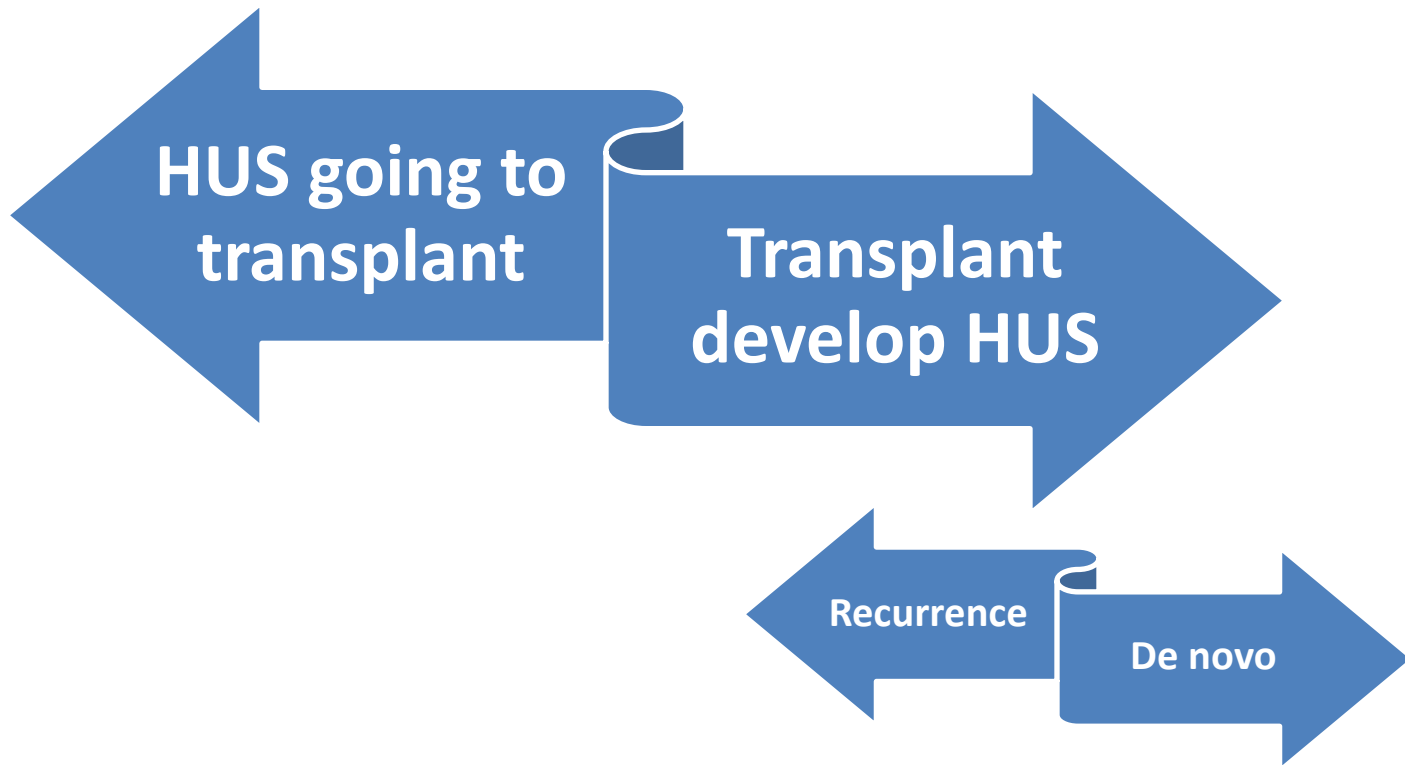 HUS going to
transplant
Transplant
develop HUS
Recurrence
De novo